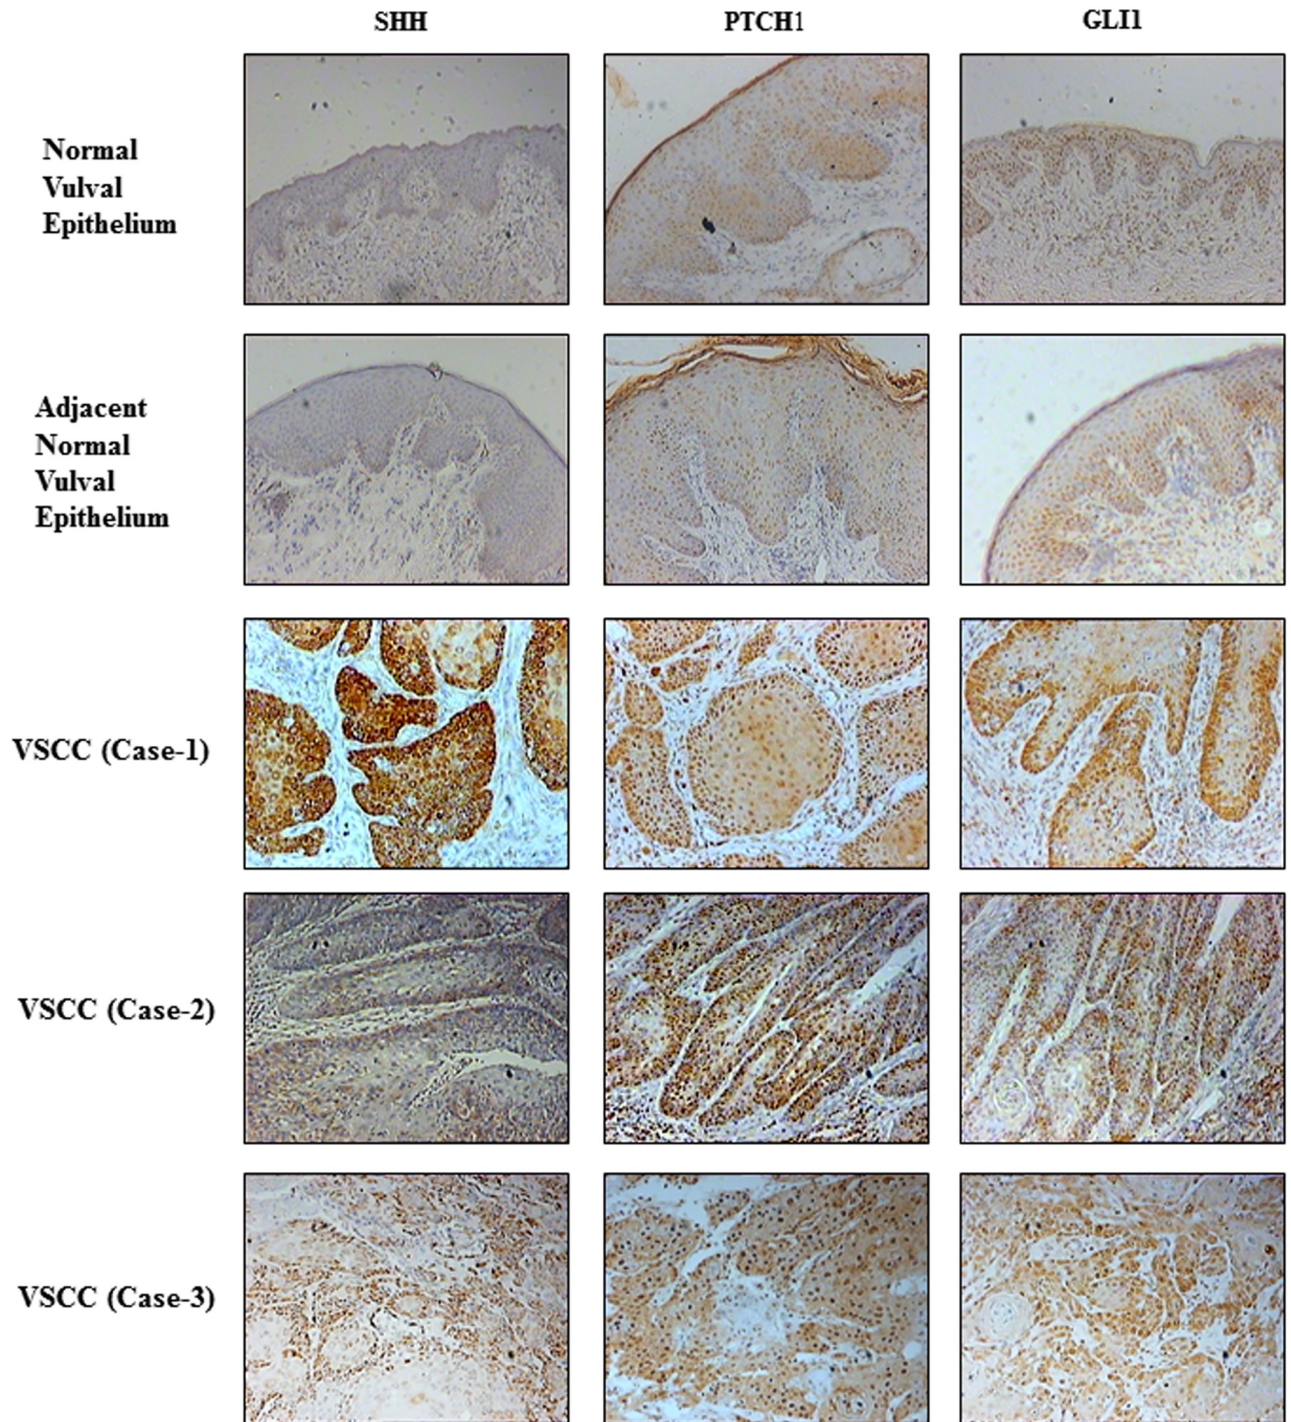 SHH PTCH1 GLI1
Normal
Vulval
Epithelium
Adjacent
Normal
Vulval
Epithelium
VSCC (Case-1)
VSCC (Case-2)
VSCC (Case-3)